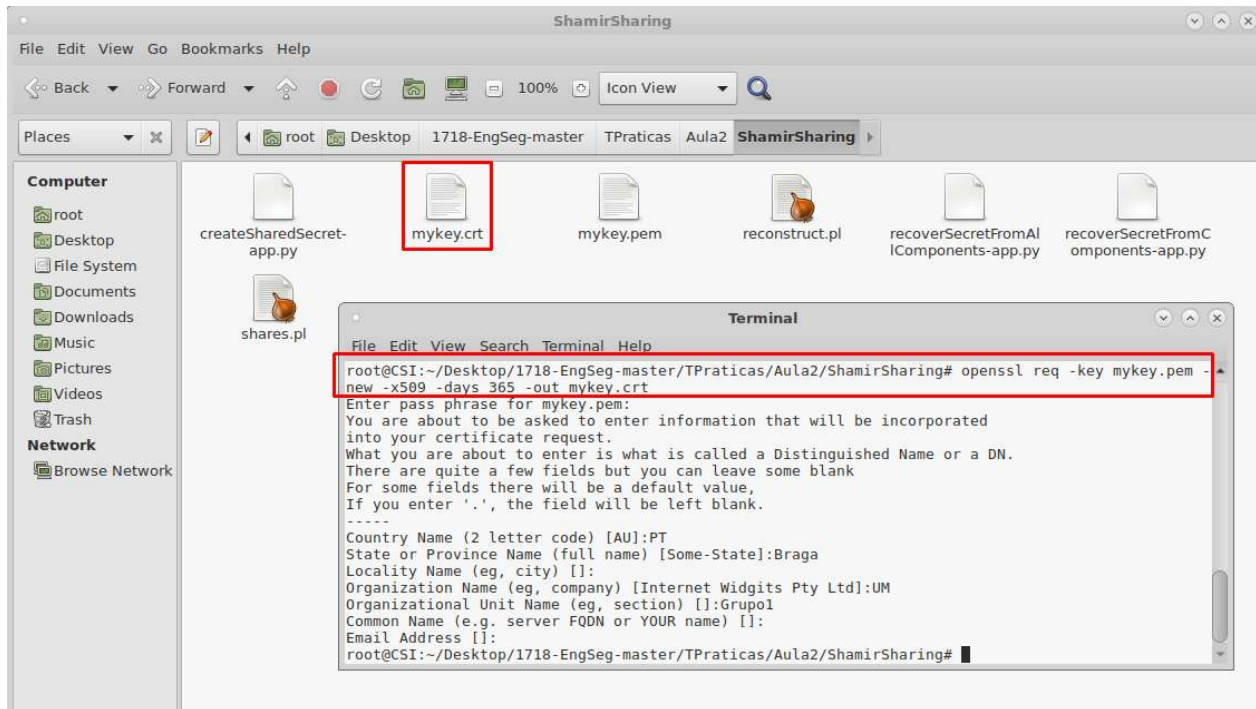 ShamirSharing
File Edit View Go Bookmarks Help
Back Forward 100% Icon View
Places root Desktop 1718-EngSeg-master TPraticas Aula2 ShamirSharing
Computer
root
Desktop
File System
Documents
Downloads
Music
Pictures
Videos
Trash
Network
Browse Network
createSharedSecret-
app.py
mykey.crt
mykey.pem
reconstruct.pl
recoverSecretFromAl
lComponents-app.py
recoverSecretFromC
omponents-app.py
shares.pl
Terminal
File Edit View Search Terminal Help
root@CSI:~/Desktop/1718-EngSeg-master/TPraticas/Aula2/ShamirSharing# openssl req -key mykey.pem -
new -x509 -days 365 -out mykey.crt
Enter pass phrase for mykey.pem:
You are about to be asked to enter information that will be incorporated
into your certificate request.
What you are about to enter is what is called a Distinguished Name or a DN.
There are quite a few fields but you can leave some blank
For some fields there will be a default value,
If you enter '.', the field will be left blank.
-----
Country Name (2 letter code) [AU]:PT
State or Province Name (full name) [Some-State]:Braga
Locality Name (eg, city) []:
Organization Name (eg, company) [Internet Widgits Pty Ltd]:UM
Organizational Unit Name (eg, section) []:Grupo1
Common Name (e.g. server FQDN or YOUR name) []:
Email Address []:
root@CSI:~/Desktop/1718-EngSeg-master/TPraticas/Aula2/ShamirSharing#